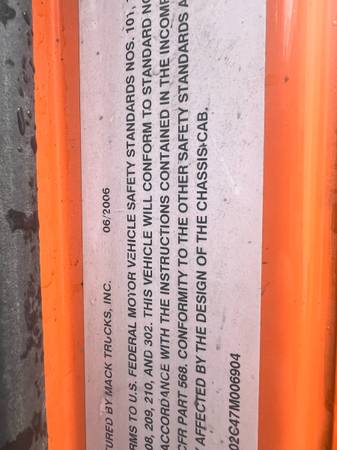 TURED BY MACK TRUCKS, INC. 06/2006
RMS TO U.S. FEDERAL MOTOR VEHICLE SAFETY STANDARDS NOS. 101,
08, 209, 210, AND 302. THIS VEHICLE WILL CONFORM TO STANDARD NO
ACCORDANCE WITH THE INSTRUCTIONS CONTAINED IN THE INCOMP
CFR PART 568. CONFORMITY TO THE OTHER SAFETY STANDARDS A
AFFECTED BY THE DESIGN OF THE CHASSIS-CAB.
02C47M006904